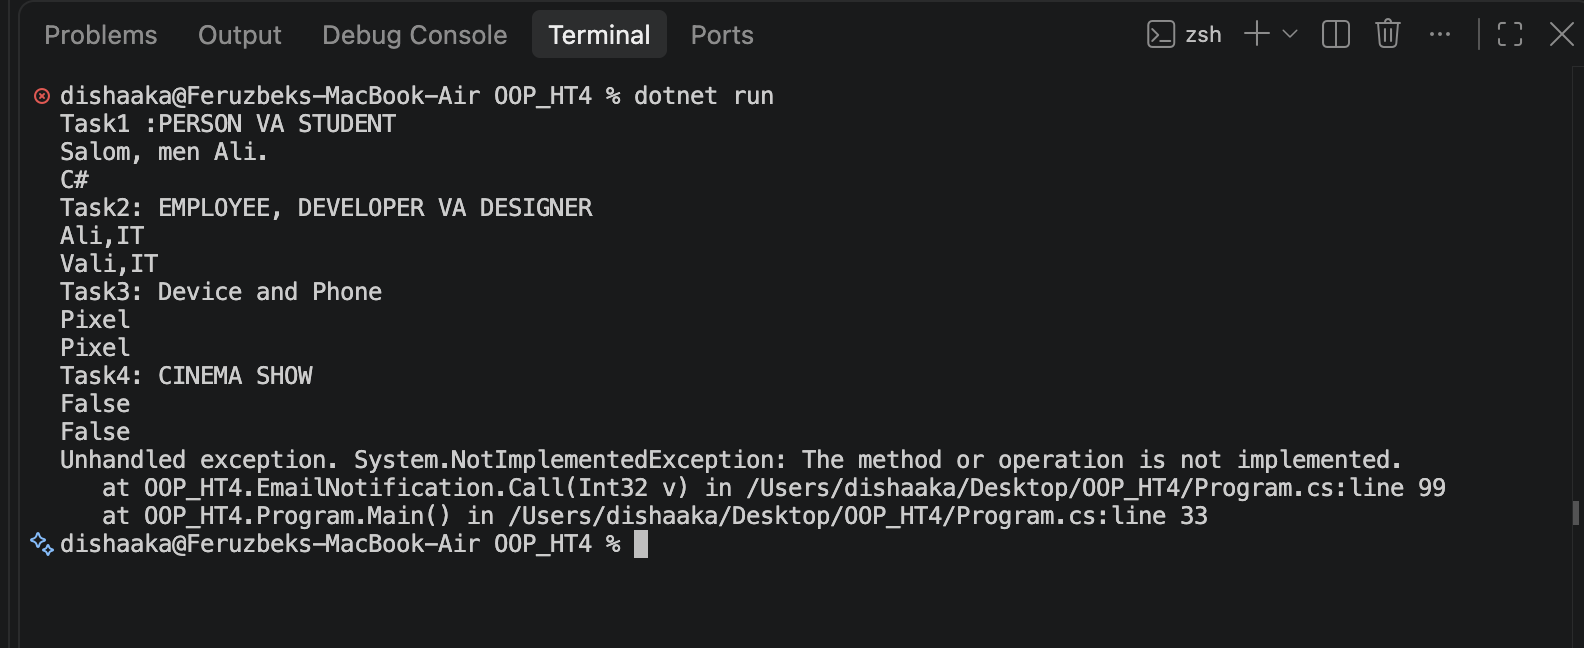 Problems Output Debug Console Terminal Ports zsh
dishaaka@Feruzbeks-MacBook-Air OOP_HT4 % dotnet run
Task1 :PERSON VA STUDENT
Salom, men Ali.
C#
Task2: EMPLOYEE, DEVELOPER VA DESIGNER
Ali,IT
Vali,IT
Task3: Device and Phone
Pixel
Pixel
Task4: CINEMA SHOW
False
False
Unhandled exception. System.NotImplementedException: The method or operation is not implemented.
   at OOP_HT4.EmailNotification.Call(Int32 v) in /Users/dishaaka/Desktop/OOP_HT4/Program.cs:line 99
   at OOP_HT4.Program.Main() in /Users/dishaaka/Desktop/OOP_HT4/Program.cs:line 33
dishaaka@Feruzbeks-MacBook-Air OOP_HT4 %